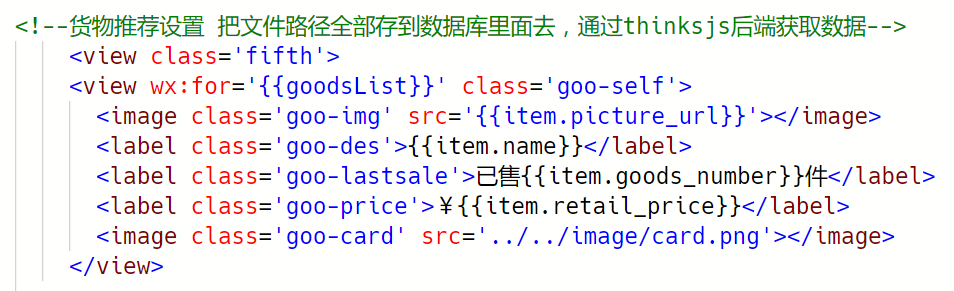 <!--货物推荐设置 把文件路径全部存到数据库里面去，通过thinksjs后端获取数据-->
<view class='fifth'>
<view wx:for='{{goodsList}}' class='goo-self'>
<image class='goo-img' src='{{item.picture_url}}'></image>
<label class='goo-des'>{{item.name}}</label>
<label class='goo-lastsale'>已售{{item.goods_number}}件</label>
<label class='goo-price'>￥{{item.retail_price}}</label>
<image class='goo-card' src='../../image/card.png'></image>
</view>